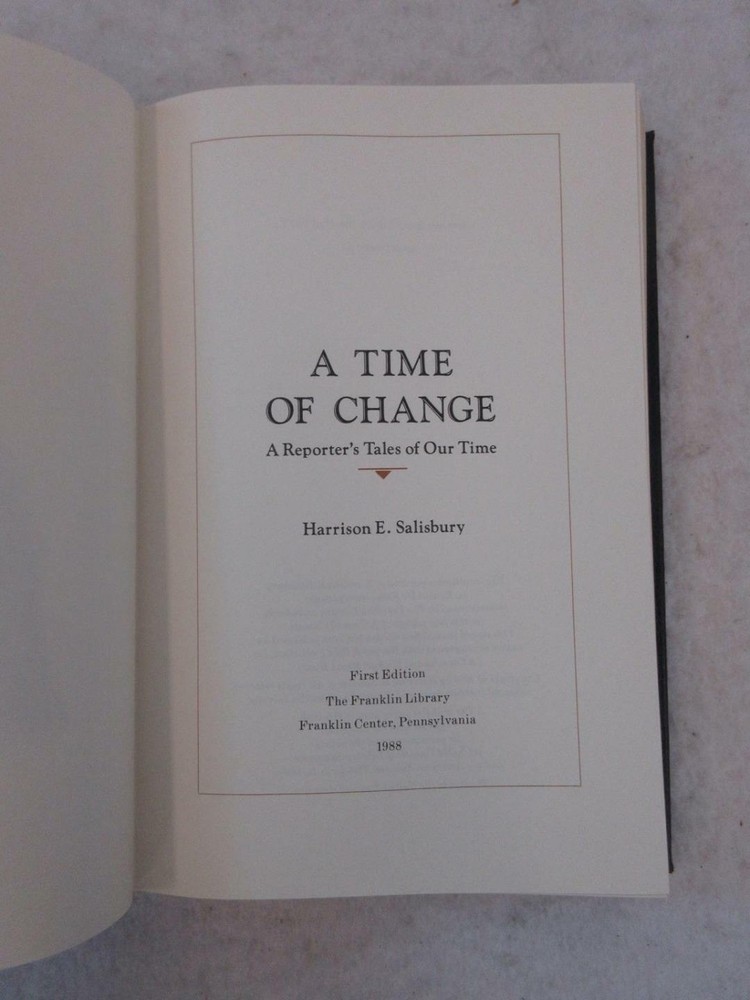 A TIME
OF CHANGE
A Reporter's Tales of Our Time
Harrison E. Salisbury
First Edition
The Franklin Library
Franklin Center, Pennsylvania
1988